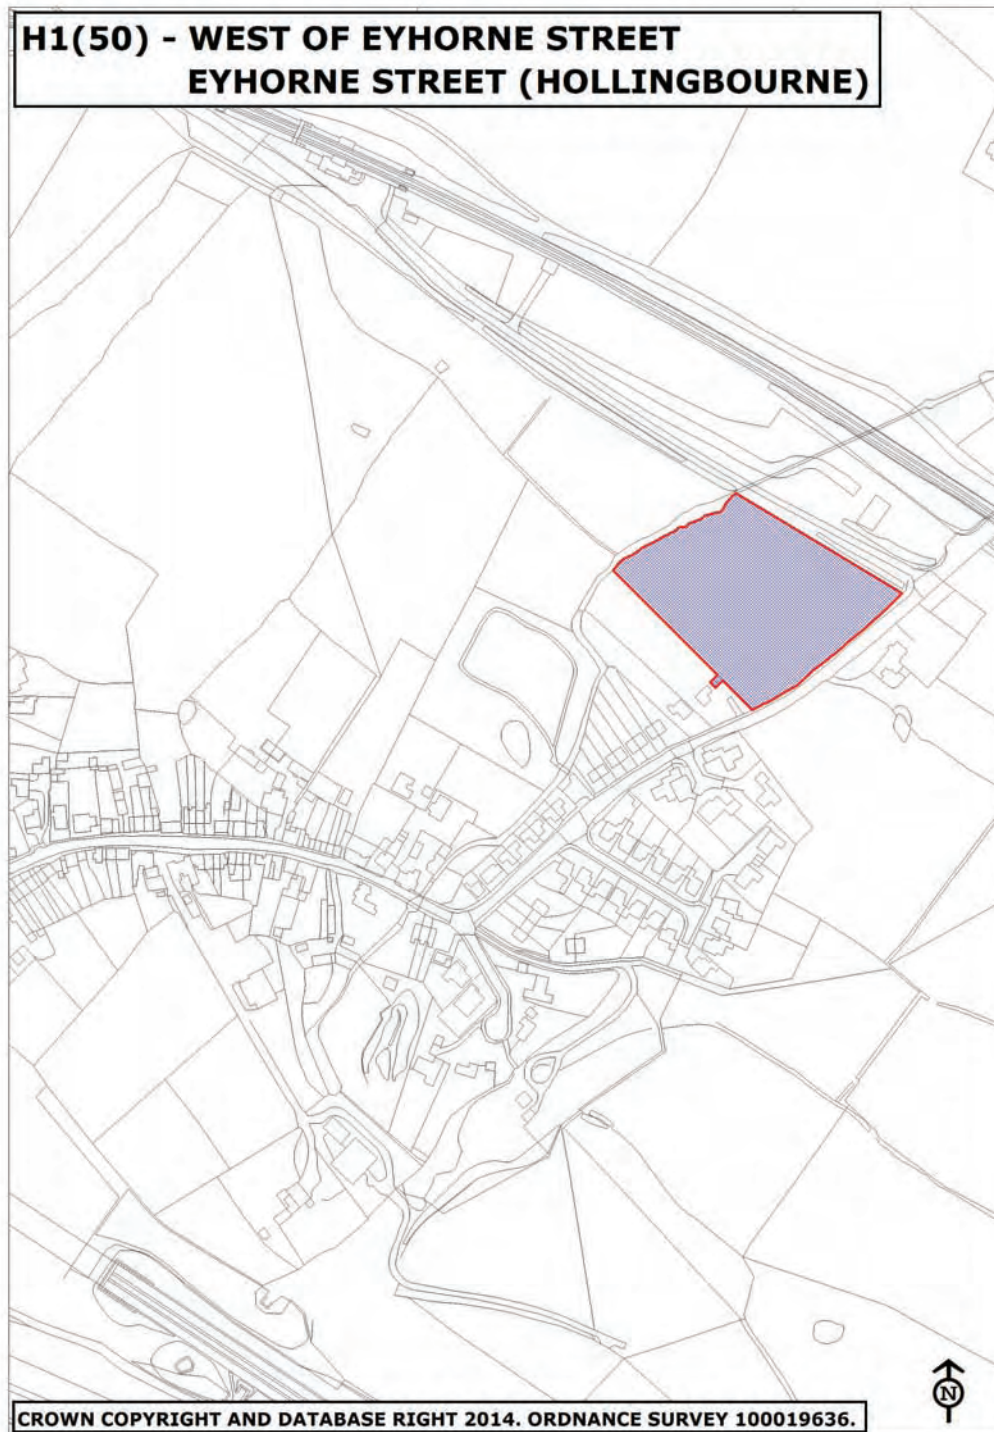 H1(50) - WEST OF EYHORNE STREET
EYHORNE STREET (HOLLINGBOURNE)
N
CROWN COPYRIGHT AND DATABASE RIGHT 2014. ORDNANCE SURVEY 100019636.